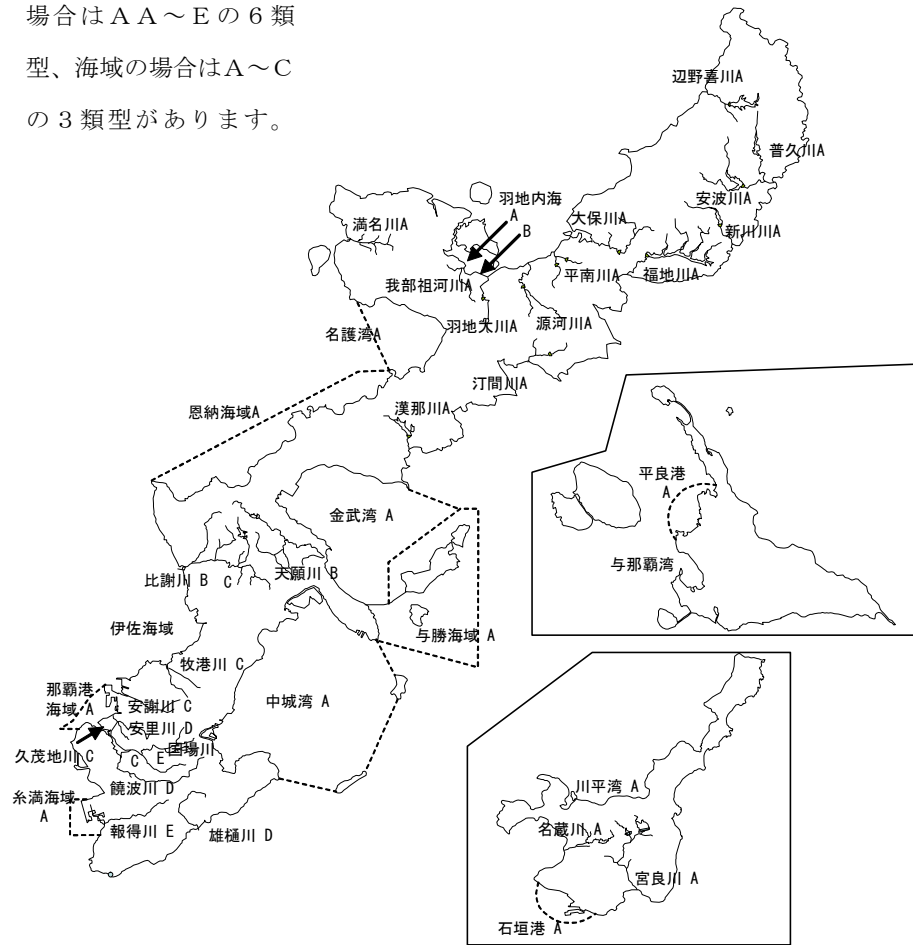 場合はＡＡ～Ｅの６類
型、海域の場合はＡ～Ｃ
の３類型があります。
辺野喜川A
普久川A
安波川A
新川川A
羽地内海
A
B
大保川A
満名川A
平南川A
福地川A
我部祖河川A
羽地大川A
源河川A
名護湾A
汀間川A
漢那川A
恩納海域A
金武湾 A
平良港
A
与那覇湾
天願川 B
比謝川 B C
与勝海域 A
伊佐海域
牧港川 C
那覇港
海域 A
中城湾 A
安謝川 C
安里川 D
国場川
久茂地川 C
C E
饒波川 D
糸満海域
A
報得川 E
雄樋川 D
川平湾 A
名蔵川 A
宮良川 A
石垣港 A